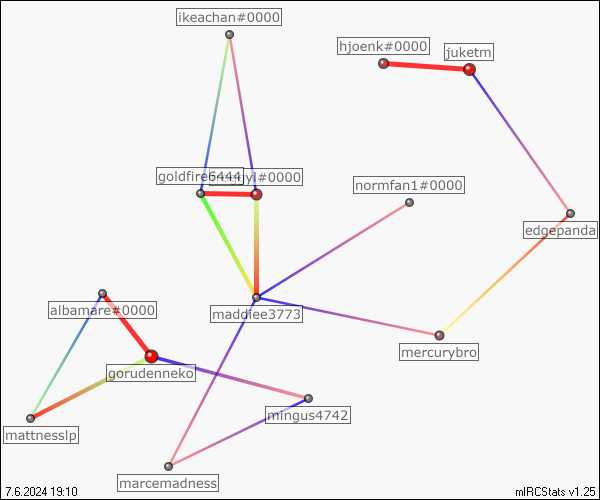 ikeachan#0000
hjoenk#0000
juketm
goldfire6444
ggyl#0000
normfan1#0000
edgepanda
albamare#0000
maddiee3773
mercurybro
gorudenneko
mingus4742
mattnesslp
marcemadness
7.6.2024 19:10
mIRCStats v1.25